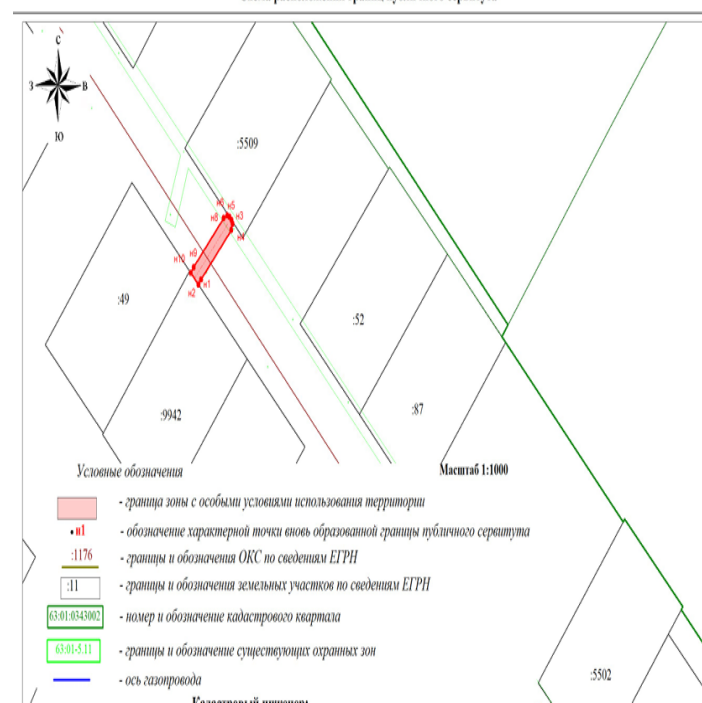 С
З В
Ю
:5509
н6 н5
н8 н3
н4
н9
н10
н1
н2
:49
:52
:9942
:87
Условные обозначения
Масштаб 1:1000
- граница зоны с особыми условиями использования территории
• н1 - обозначение характерной точки вновь образованной границы публичного сервитута
:1176 - границы и обозначения ОКС по сведениям ЕГРН
:11 - границы и обозначения земельных участков по сведениям ЕГРН
63:01:0343002 - номер и обозначение кадастрового квартала
63:01-5.11 - границы и обозначение существующих охранных зон
- ось газопровода
:5502